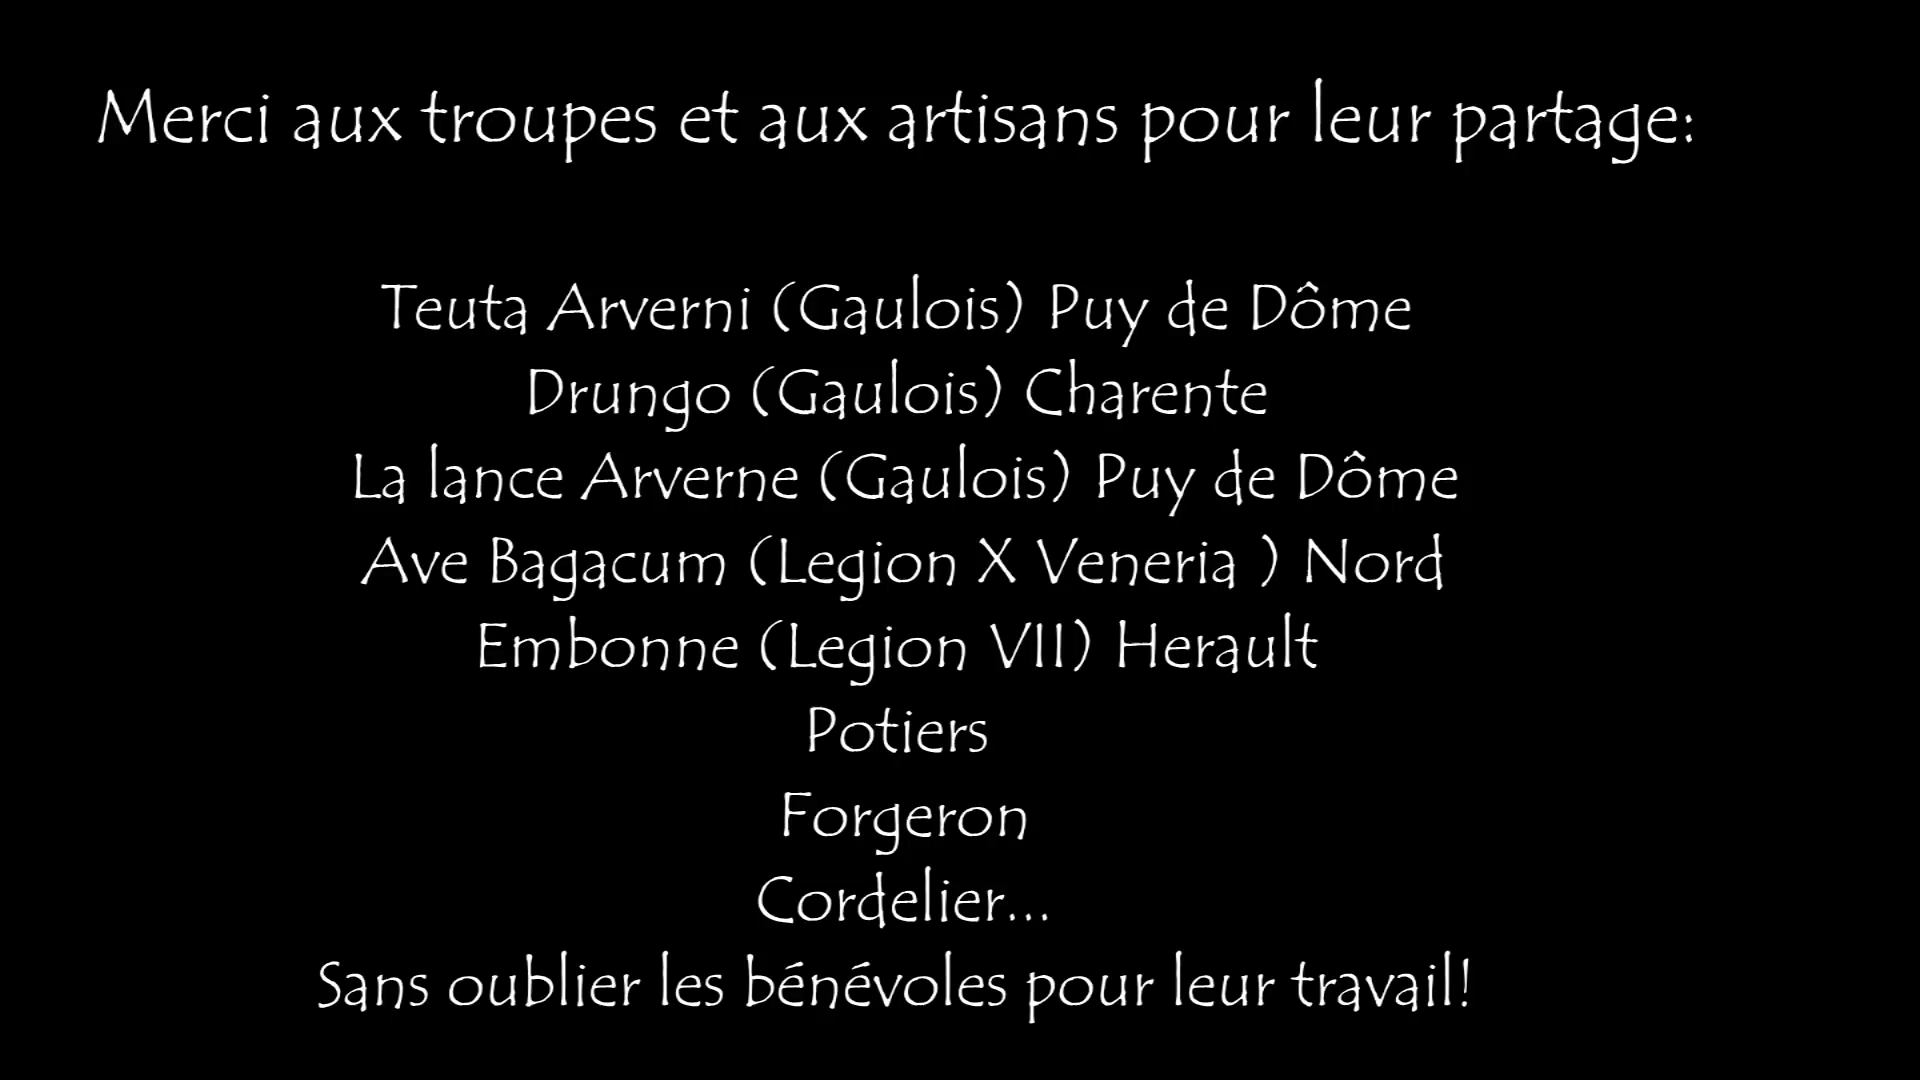 Merci aux troupes et aux artisans pour leur partage:
Teuta Arverni (Gaulois) Puy de Dôme
Drungo (Gaulois) Charente
La lance Arverne (Gaulois) Puy de Dôme
Ave Bagacum (Legion X Veneria ) Nord
Embonne (Legion VII) Herault
Potiers
Forgeron
Cordelier...
Sans oublier les bénévoles pour leur travail!